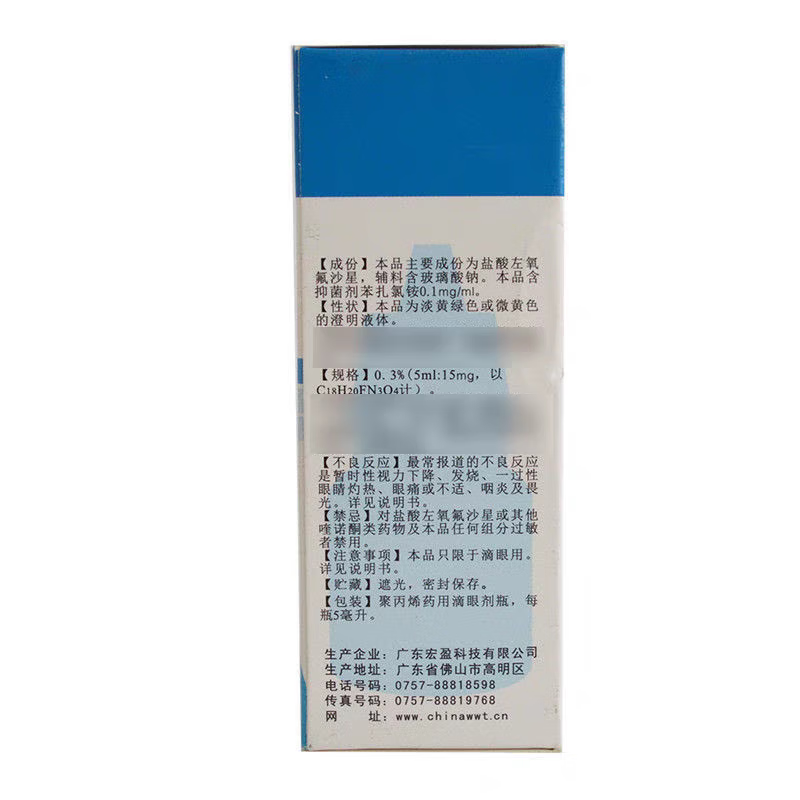 【成份】本品主要成份为盐酸左氧
氟沙星，辅料含玻璃酸钠。本品含
抑菌剂苯扎氯铵0.1mg/ml。
【性状】本品为淡黄绿色或微黄色
的澄明液体。
【规格】0.3%(5ml:15mg，以
C18H20FN3O4计）。
【不良反应】最常报道的不良反应
是暂时性视力下降、发烧、一过性
眼睛灼热、眼痛或不适、咽炎及畏
光。详见说明书。
【禁忌】对盐酸左氧氟沙星或其他
喹诺酮类药物及本品任何组分过敏
者禁用。
【注意事项】本品只限于滴眼用。
详见说明书。
【贮藏】遮光，密封保存。
【包装】聚丙烯药用滴眼剂瓶，每
瓶5毫升。
生产企业：广东宏盈科技有限公司
生产地址：广东省佛山市高明区
电话号码：0757-88818598
传真号码：0757-88819768
网　　址：www.chinawwt.cn